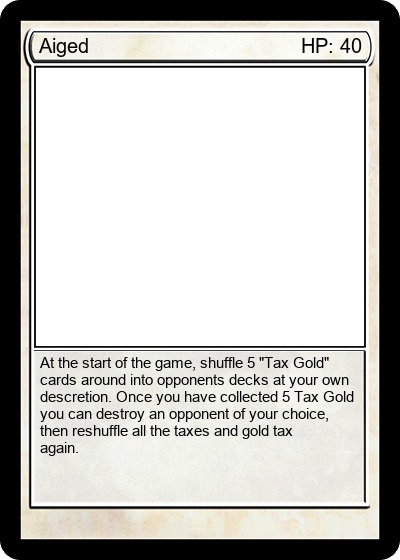 Aiged HP: 40
At the start of the game, shuffle 5 "Tax Gold"
cards around into opponents decks at your own
descretion. Once you have collected 5 Tax Gold
you can destroy an opponent of your choice,
then reshuffle all the taxes and gold tax
again.